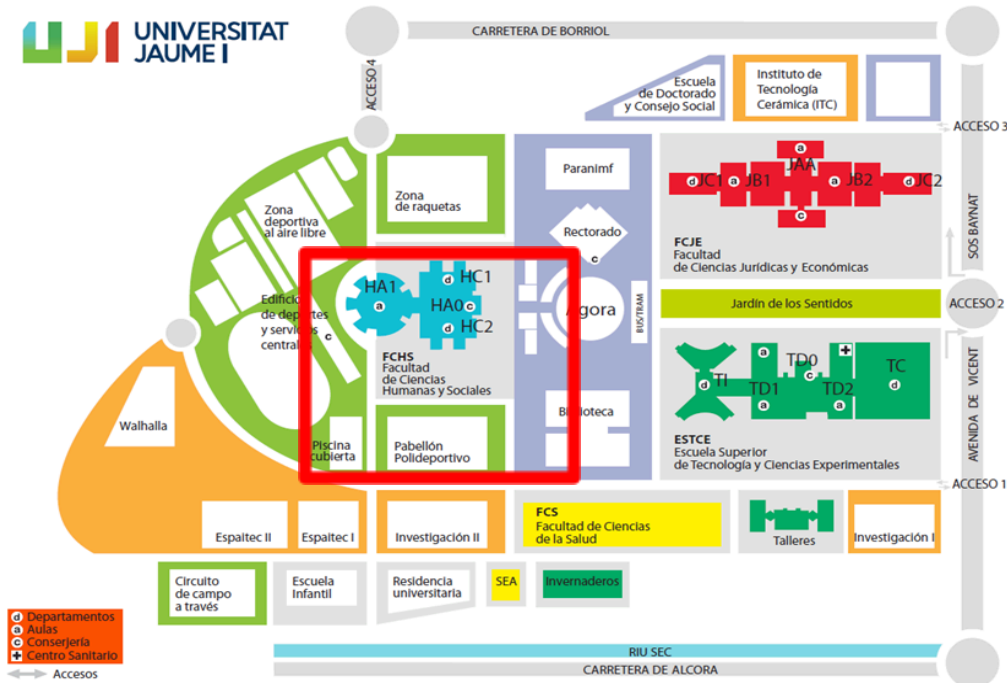 UJI UNIVERSITAT
JAUME I
CARRETERA DE BORRIOL
ACCESO 4
Escuela
de Doctorado
y Consejo Social
Instituto de
Tecnología
Cerámica (ITC)
ACCESO 3
Zona
deportiva
al aire libre
Zona
de raquetas
Paranimf
Rectorado
c
JAA
a
d JC1
a JB1
a JB2
d JC2
c
FCJE
Facultad
de Ciencias Jurídicas y Económicas
SOS BAYNAT
HA1
a
HC1
d
HA0 c
d
HC2
Edificio
de deportes
y servicios
centrales
c
FCHS
Facultad
de Ciencias
Humanas y Sociales
Ágora
BUS/TRAM
Jardín de los Sentidos
ACCESO 2
TI
d
a
TD1
a
TD0
c
TD2
a
TC
d
ESTCE
Escuela Superior
de Tecnología y Ciencias Experimentales
AVENIDA DE VICENT
Walhalla
Piscina
cubierta
Pabellón
Polideportivo
Biblioteca
ACCESO 1
Espaitec II
Espaitec I
Investigación II
FCS
Facultad de Ciencias
de la Salud
Talleres
Investigación I
Circuito
de campo
a través
Escuela
Infantil
Residencia
universitaria
SEA
Invernaderos
d Departamentos
a Aulas
c Conserjería
+ Centro Sanitario
Accesos
RIU SEC
CARRETERA DE ALCORA